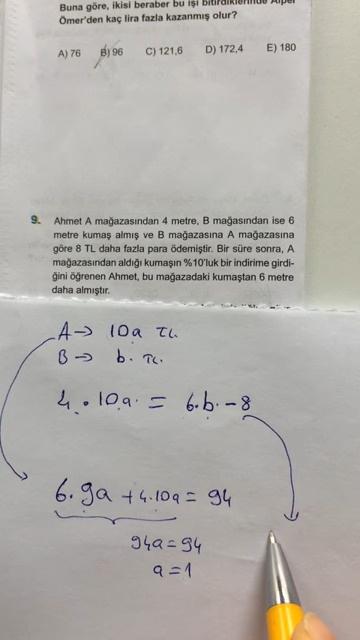 Buna göre, ikisi beraber bu işi bitirdiklerinde Alper
Ömer'den kaç lira fazla kazanmış olur?
A) 76 B) 96 C) 121,6 D) 172,4 E) 180
9. Ahmet A mağazasından 4 metre, B mağasından ise 6
metre kumaş almış ve B mağazasına A mağazasına
göre 8 TL daha fazla para ödemiştir. Bir süre sonra, A
mağazasından aldığı kumaşın %10'luk bir indirime girdi-
ğini öğrenen Ahmet, bu mağazadaki kumaştan 6 metre
daha almıştır.
A → 10a TL.
B → b. TL.
4.10a. = 6.b. - 8
6.9a + 4.10a = 94
94a = 94
a = 1